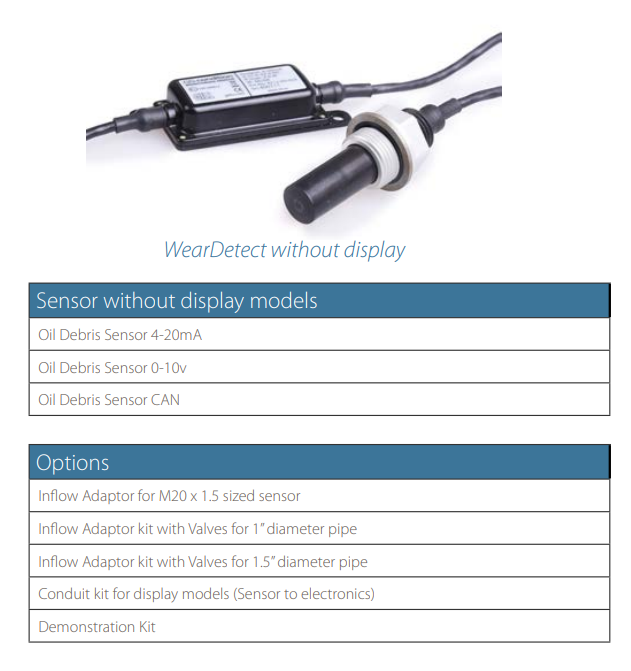 WearDetect without display
Sensor without display models
Oil Debris Sensor 4-20mA
Oil Debris Sensor 0-10v
Oil Debris Sensor CAN
Options
Inflow Adaptor for M20 x 1.5 sized sensor
Inflow Adaptor kit with Valves for 1” diameter pipe
Inflow Adaptor kit with Valves for 1.5” diameter pipe
Conduit kit for display models (Sensor to electronics)
Demonstration Kit